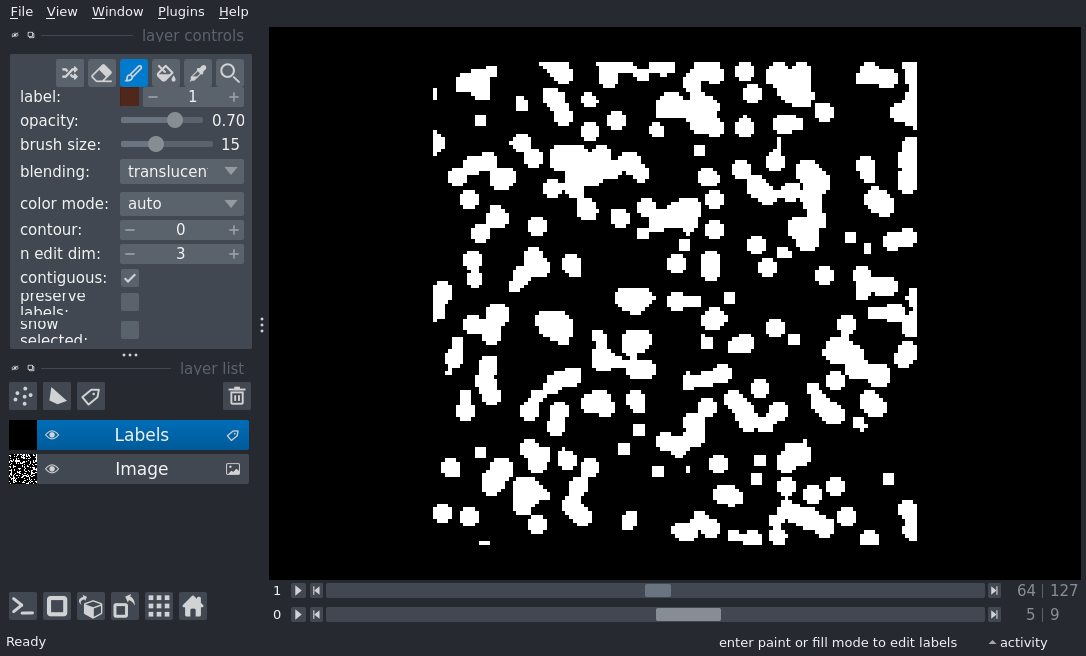 File View Window Plugins Help
layer controls
label: 1
opacity: 0.70
brush size: 15
blending: translucen
color mode: auto
contour: 0
n edit dim: 3
contiguous:
preserve
labels:
show
selected:
layer list
Labels
Image
1 64 127
0 5 9
Ready enter paint or fill mode to edit labels activity